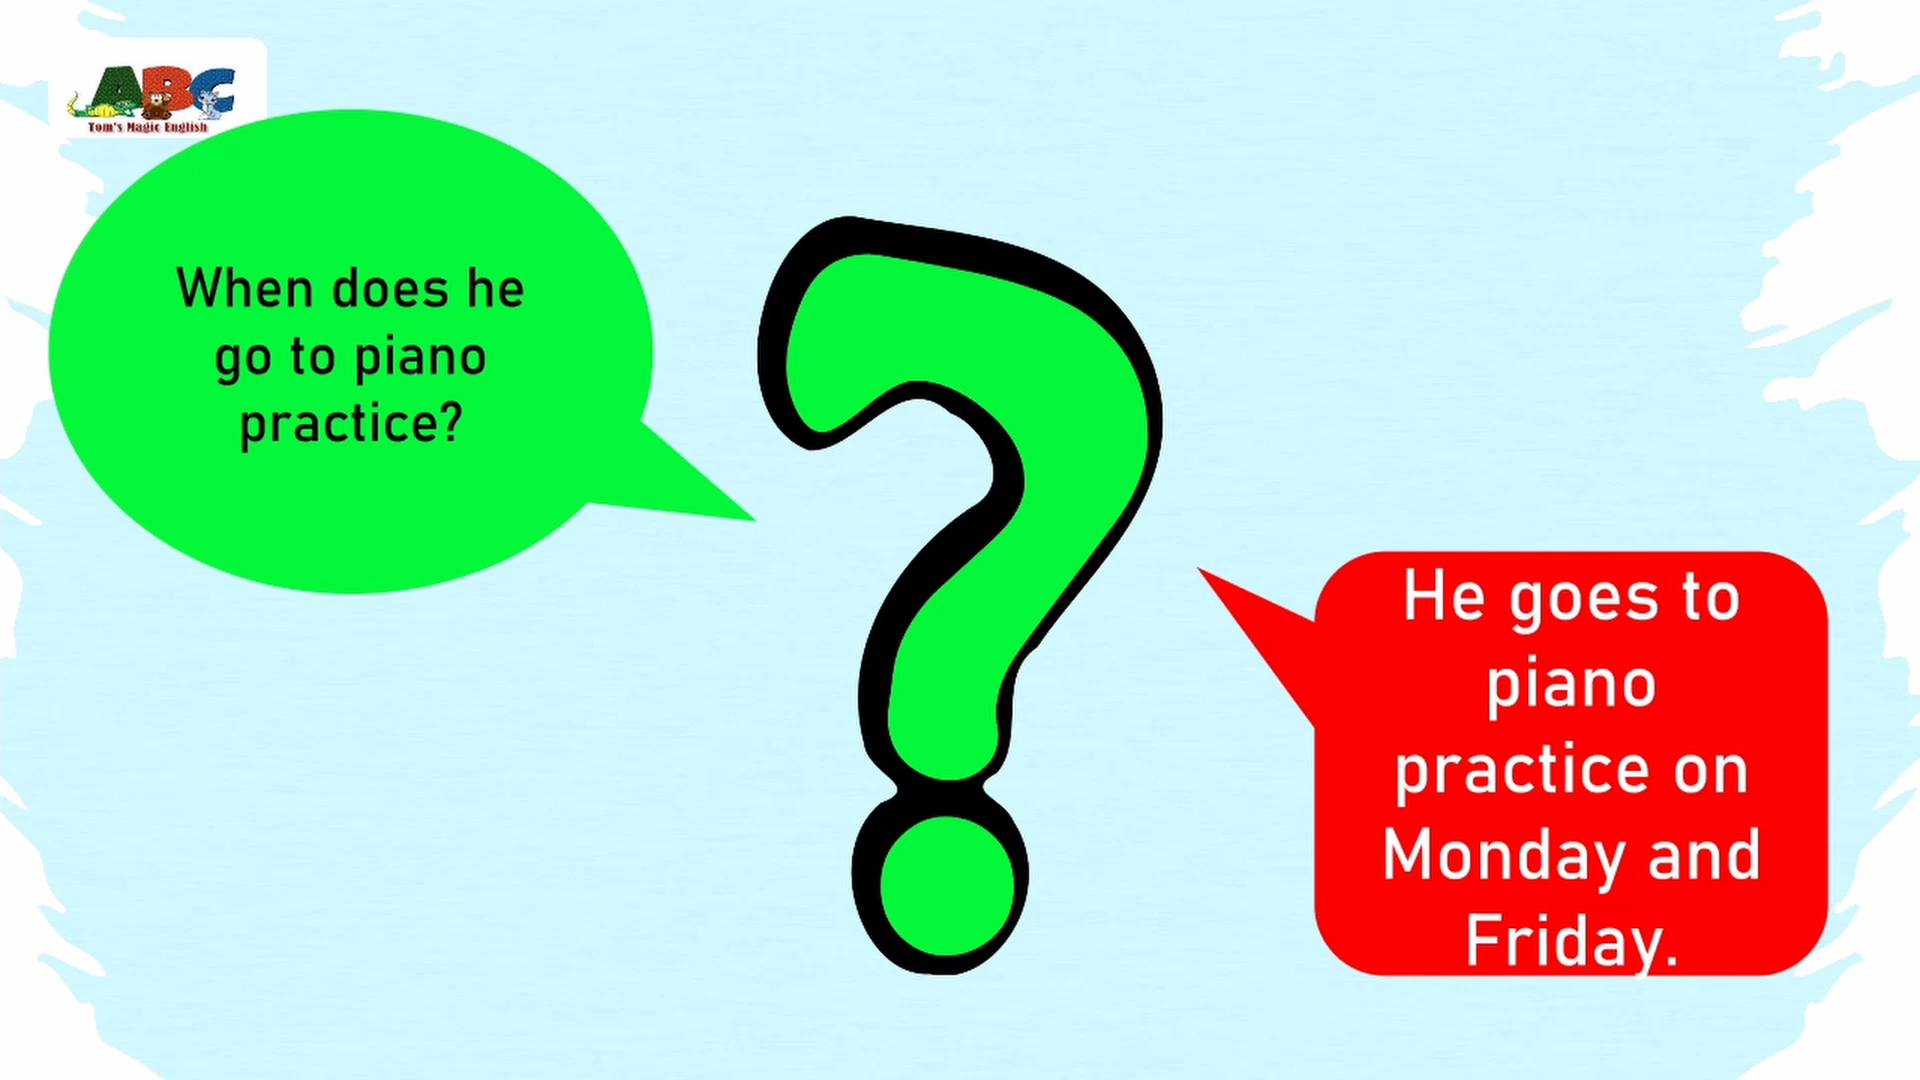 ABC
Tom's Magic English
When does he
go to piano
practice?
He goes to
piano
practice on
Monday and
Friday.